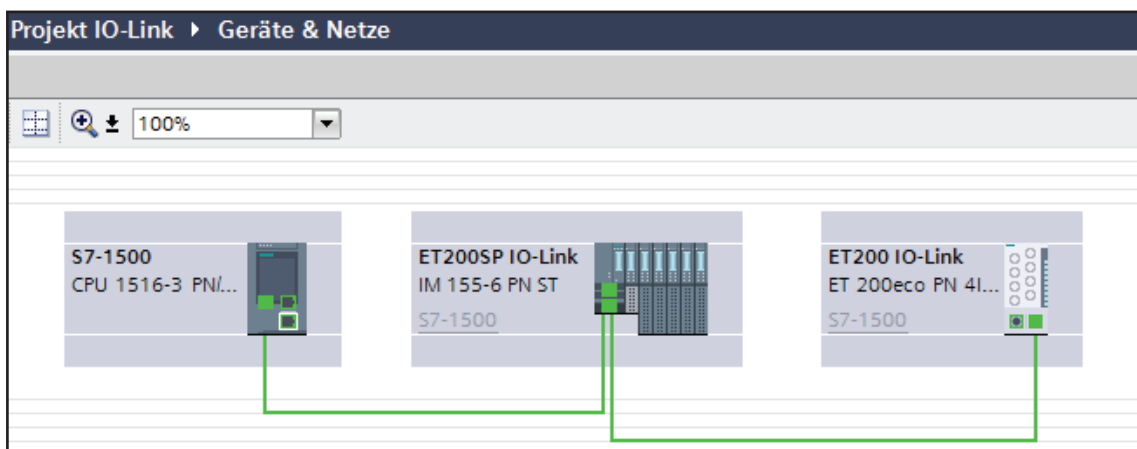 Projekt IO-Link ▸ Geräte & Netze
100%
S7-1500
CPU 1516-3 PN/...
ET200SP IO-Link
IM 155-6 PN ST
S7-1500
ET200 IO-Link
ET 200eco PN 4I...
S7-1500